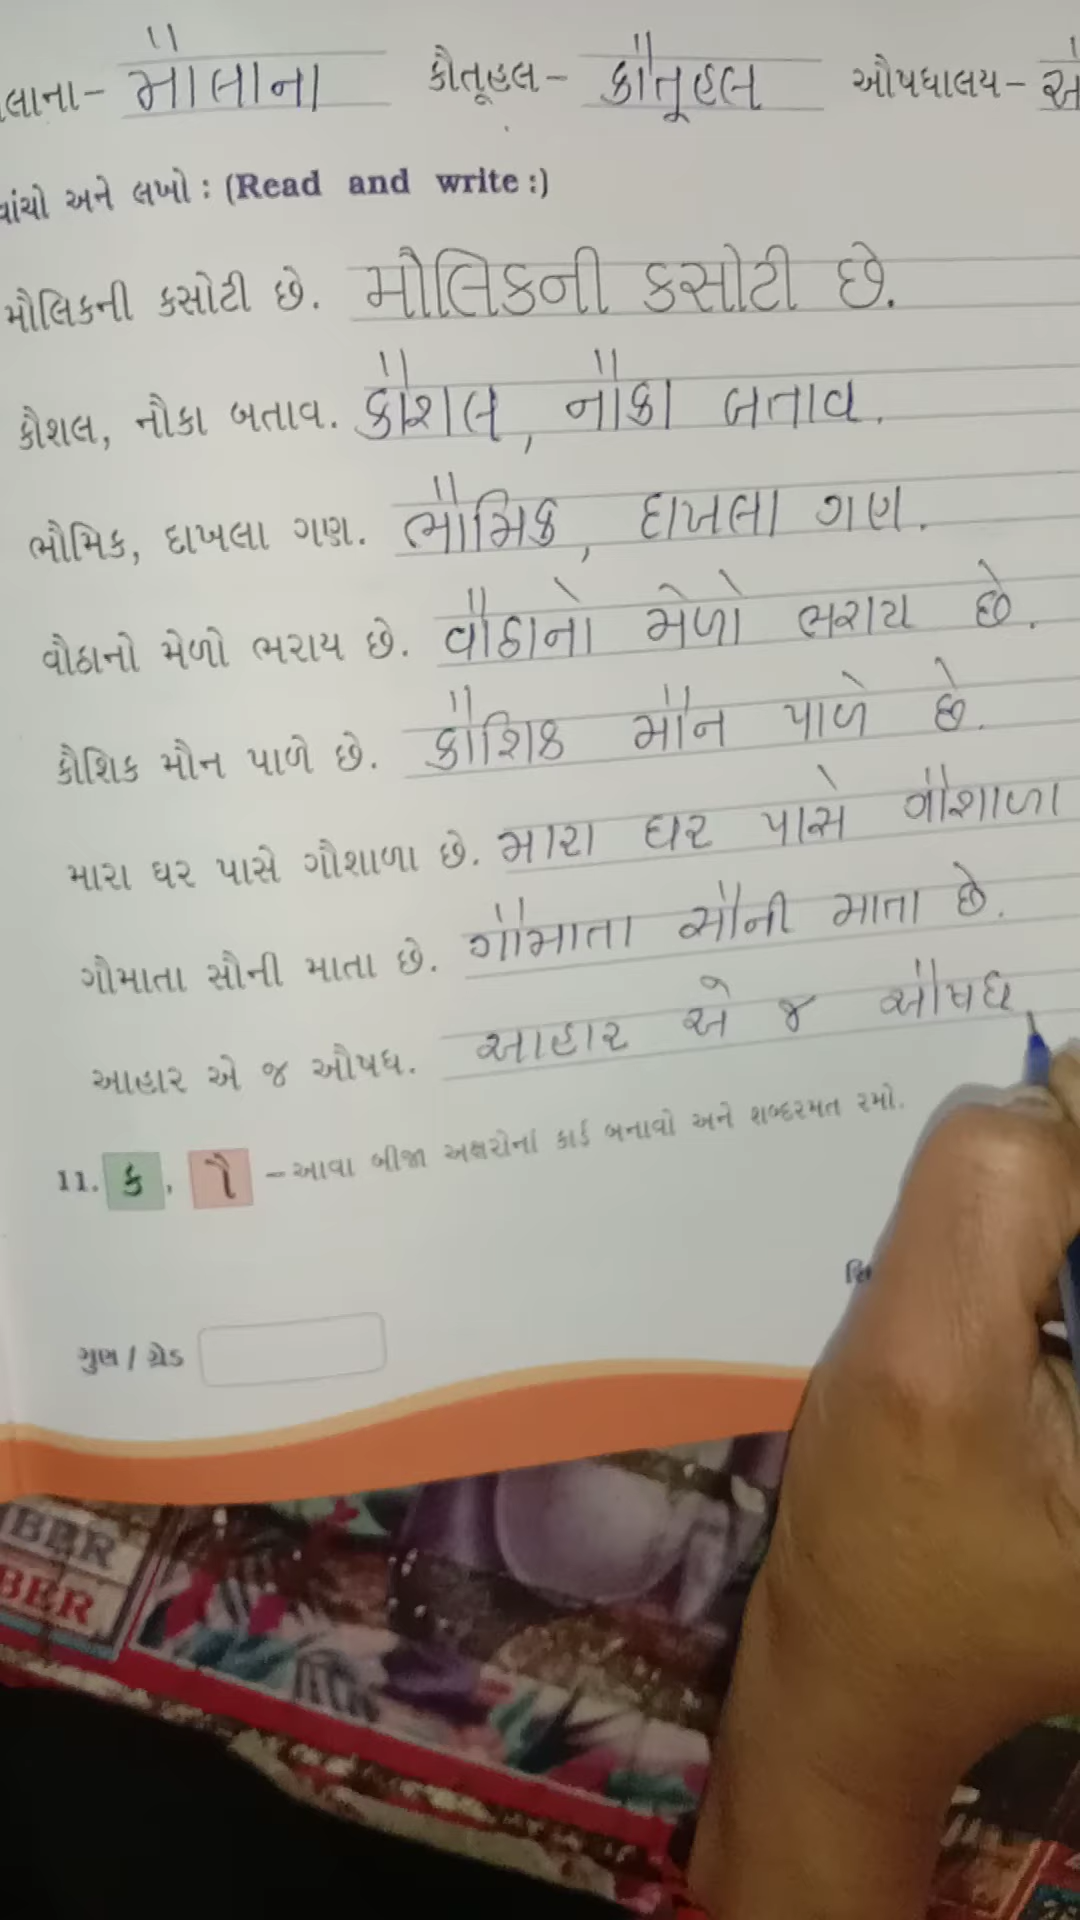 લાના- મૌલાના કૌતૂહલ- કૌતૂહલ ઔષધાલય-
વાંચો અને લખો : (Read and write :)
મૌલિકની કસોટી છે. મૌલિકની કસોટી છે.
કૌશલ, નૌકા બતાવ. કૌશલ, નૌકા બતાવ.
ભૌમિક, દાખલા ગણ. ભૌમિક, દાખલા ગણ.
વૌઠાનો મેળો ભરાય છે. વૌઠાનો મેળો ભરાય છે.
કૌશિક મૌન પાળે છે. કૌશિક મૌન પાળે છે.
મારા ઘર પાસે ગૌશાળા છે. મારા ઘર પાસે ગૌશાળા
ગૌમાતા સૌની માતા છે. ગૌમાતા સૌની માતા છે.
આહાર એ જ ઔષધ. આહાર એ જ ઔષધ
11. ક , ૌ – આવા બીજા અક્ષરોનાં કાર્ડ બનાવો અને શબ્દરમત રમો.
ગુણ / ગ્રેડ
BER
BER